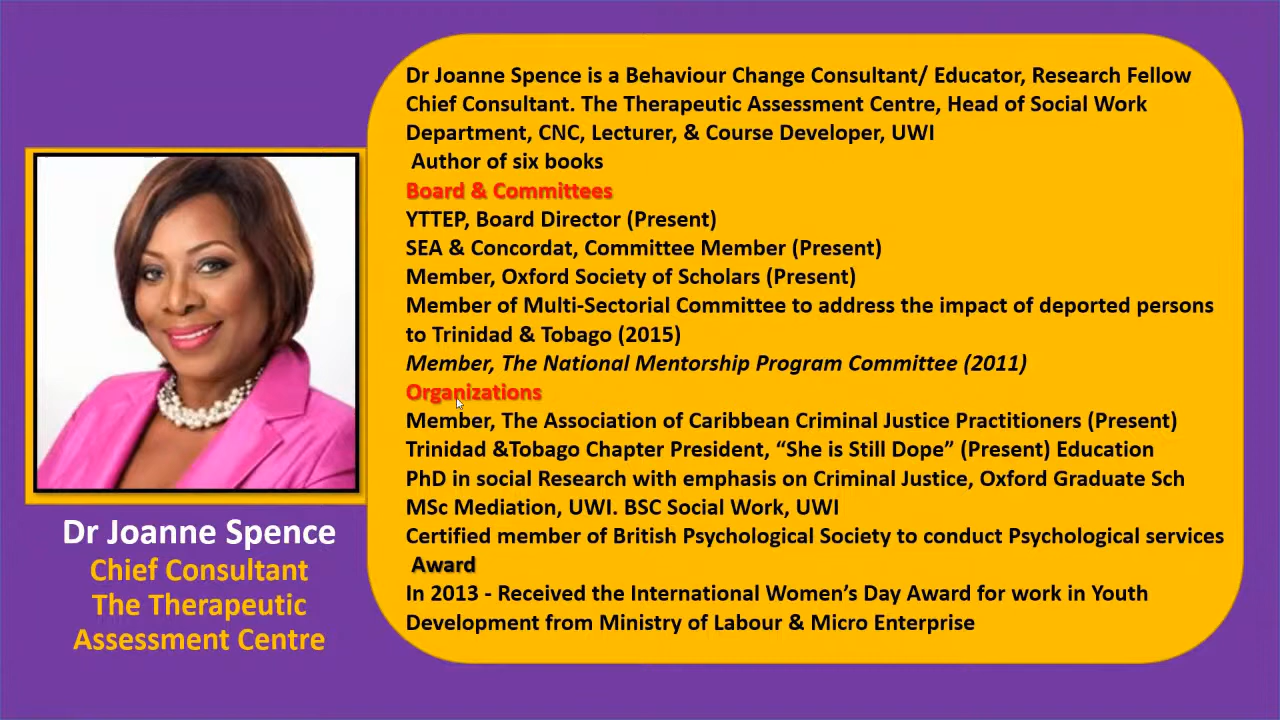 Dr Joanne Spence is a Behaviour Change Consultant/ Educator, Research Fellow
Chief Consultant. The Therapeutic Assessment Centre, Head of Social Work
Department, CNC, Lecturer, & Course Developer, UWI
Author of six books
Board & Committees
YTTEP, Board Director (Present)
SEA & Concordat, Committee Member (Present)
Member, Oxford Society of Scholars (Present)
Member of Multi-Sectorial Committee to address the impact of deported persons
to Trinidad & Tobago (2015)
Member, The National Mentorship Program Committee (2011)
Organizations
Member, The Association of Caribbean Criminal Justice Practitioners (Present)
Trinidad &Tobago Chapter President, “She is Still Dope” (Present) Education
PhD in social Research with emphasis on Criminal Justice, Oxford Graduate Sch
MSc Mediation, UWI. BSC Social Work, UWI
Certified member of British Psychological Society to conduct Psychological services
Award
In 2013 - Received the International Women’s Day Award for work in Youth
Development from Ministry of Labour & Micro Enterprise
Dr Joanne Spence
Chief Consultant
The Therapeutic
Assessment Centre